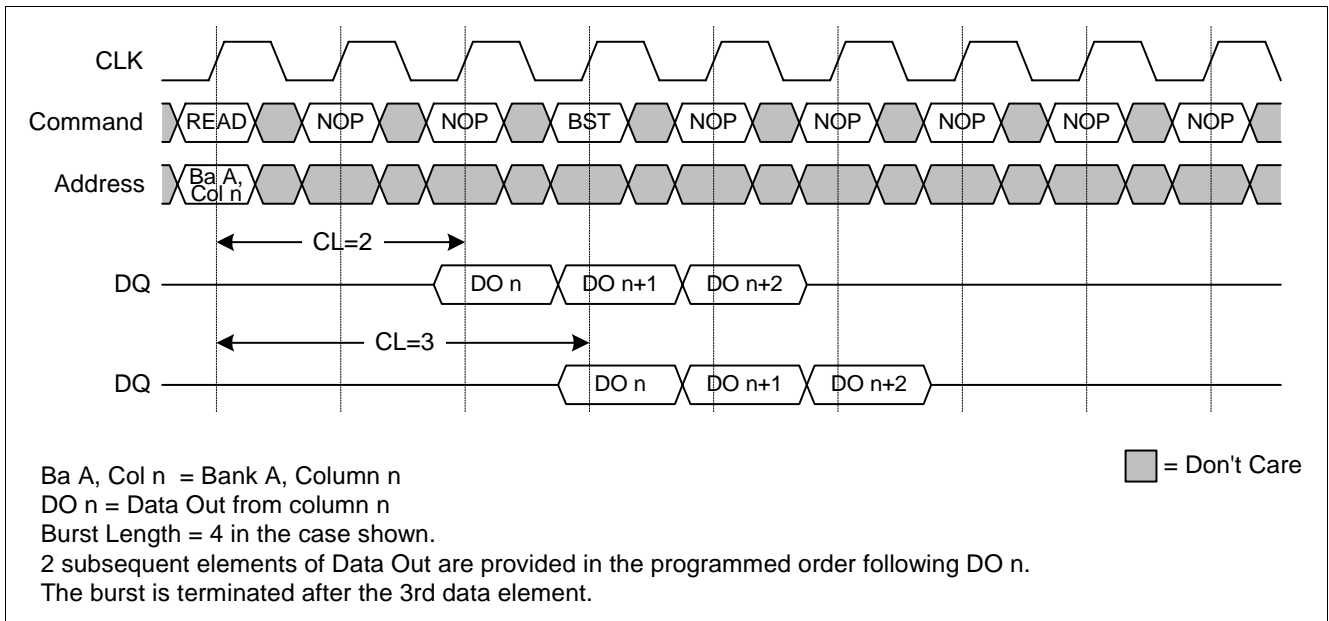 CLK
Command READ NOP NOP BST NOP NOP NOP NOP NOP
Address Ba A,
Col n
CL=2
DQ DO n DO n+1 DO n+2
CL=3
DQ DO n DO n+1 DO n+2
Ba A, Col n = Bank A, Column n
= Don't Care
DO n = Data Out from column n
Burst Length = 4 in the case shown.
2 subsequent elements of Data Out are provided in the programmed order following DO n.
The burst is terminated after the 3rd data element.